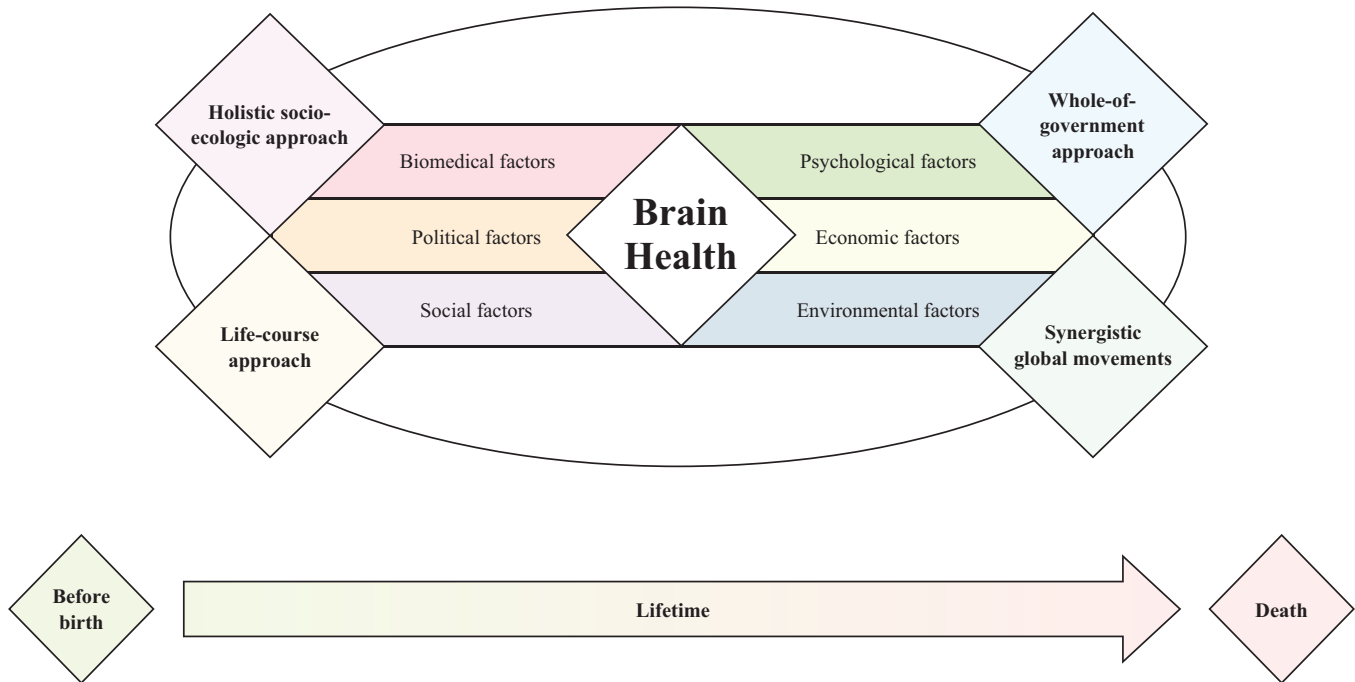 Holistic socio-
ecologic approach
Whole-of-
government
approach
Biomedical factors
Psychological factors
Political factors
Brain
Health
Economic factors
Social factors
Environmental factors
Life-course
approach
Synergistic
global movements
Before
birth
Lifetime
Death